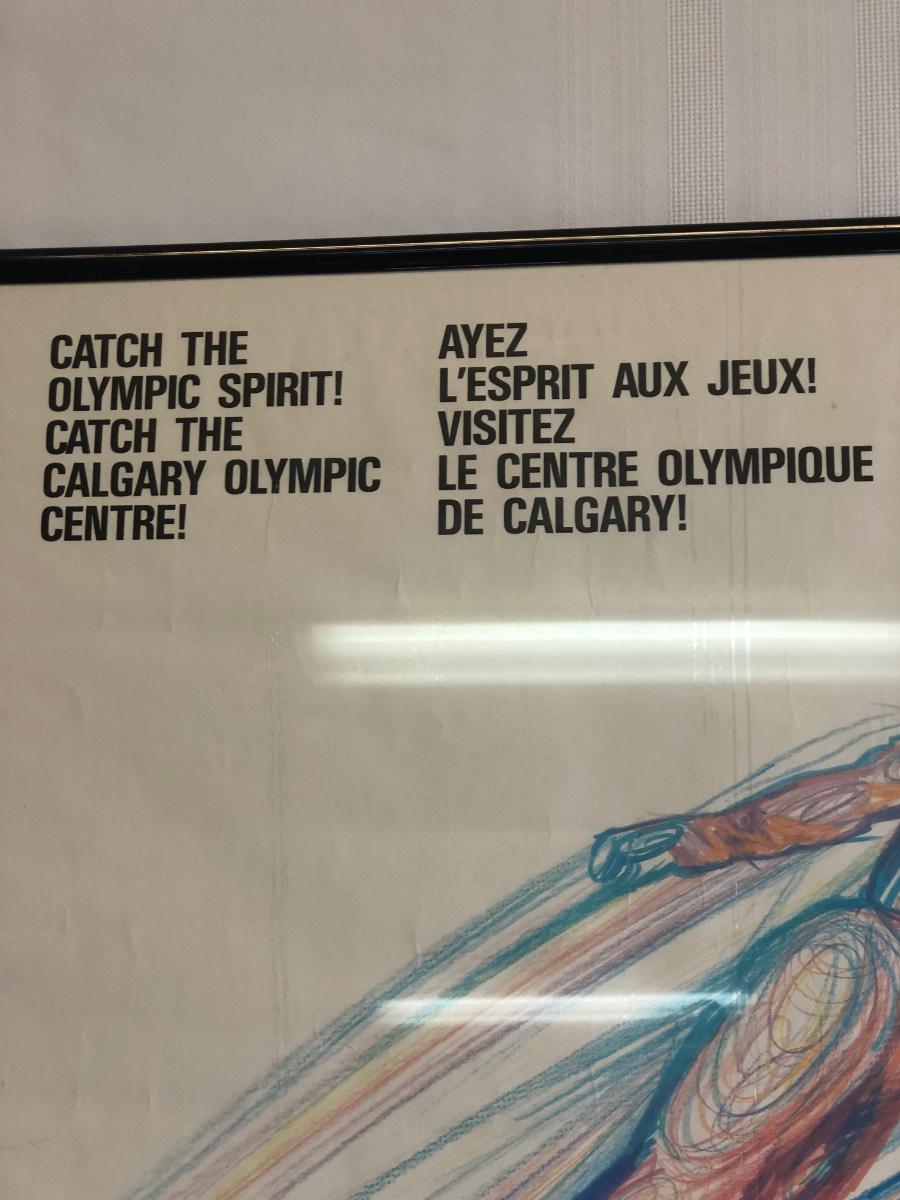 CATCH THE
OLYMPIC SPIRIT!
CATCH THE
CALGARY OLYMPIC
CENTRE!
AYEZ
L'ESPRIT AUX JEUX!
VISITEZ
LE CENTRE OLYMPIQUE
DE CALGARY!